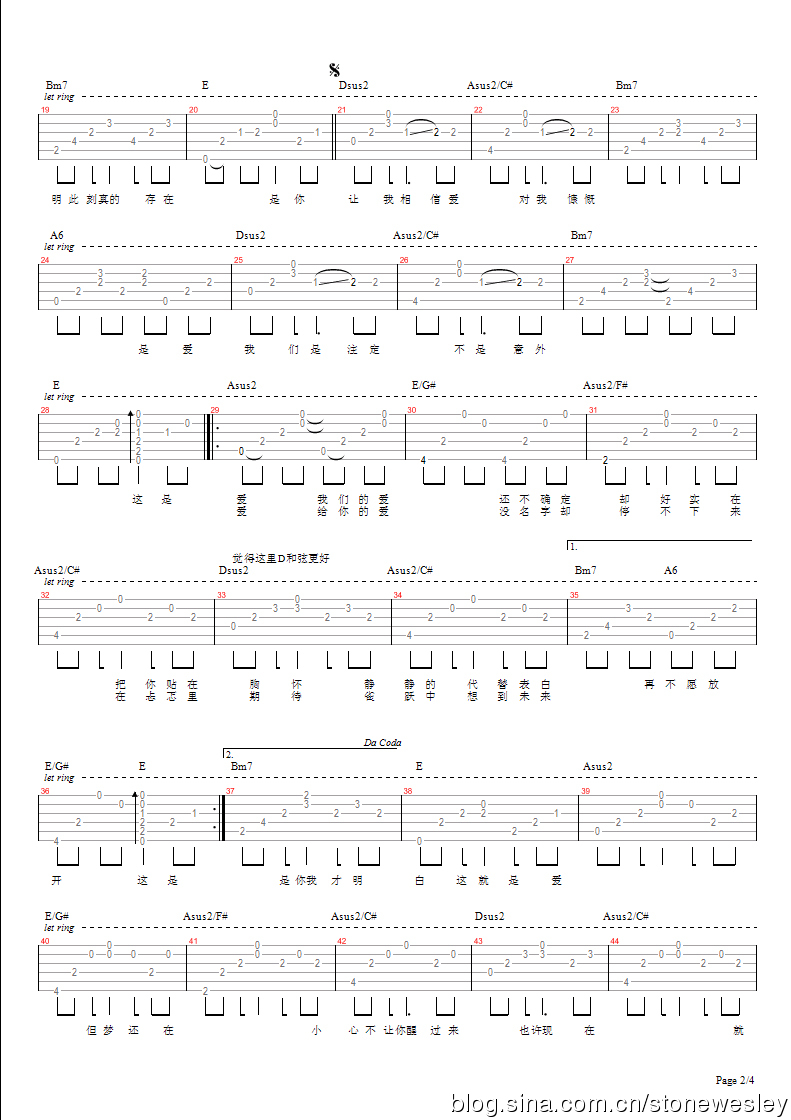 Bm7 E Dsus2 Asus2/C# Bm7
let ring
19 20 21 22 23
明 此 刻 真的 存 在 是 你 让 我 相 信 爱 对 我 慷 慨
A6 Dsus2 Asus2/C# Bm7
let ring
24 25 26 27
是 爱 我 们 是 注 定 不 是 意 外
E Asus2 E/G# Asus2/F#
let ring
28 29 30 31
这 是 爱 我 们 的 爱 还 不 确 定 却 好 实 在
爱 给 你 的 爱 没 名 字 却 停 不 下 来
觉得这里D和弦更好
1.
Asus2/C# Dsus2 Asus2/C# Bm7 A6
let ring
32 33 34 35
把 你 贴 在 胸 怀 静 静 的 代 替 表 白 再 不 愿 放
在 忐 忑 里 期 待 雀 跃 中 想 到 未 来
Da Coda
2.
E/G# E Bm7 E Asus2
let ring
36 37 38 39
开 这 是 是 你我 才 明 白 这 就 是 爱
E/G# Asus2/F# Asus2/C# Dsus2 Asus2/C#
let ring
40 41 42 43 44
但 梦 还 在 小 心 不 让你醒 过 来 也许现 在 就
Page 2/4
blog.sina.com.cn/stonewesley